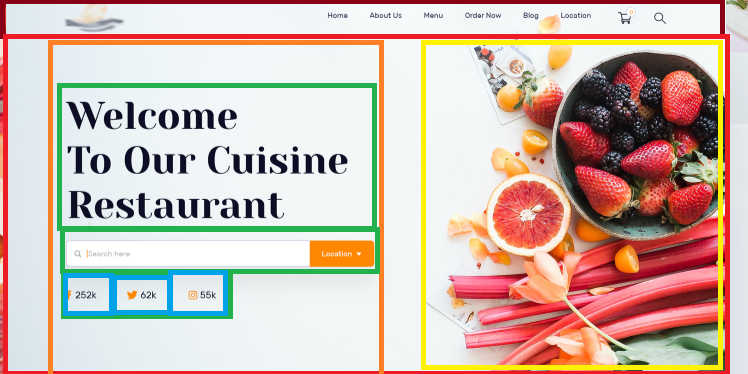 Home About Us Menu Order Now Blog Location 0
Welcome
To Our Cuisine
Restaurant
Search here Location
252k 62k 55k